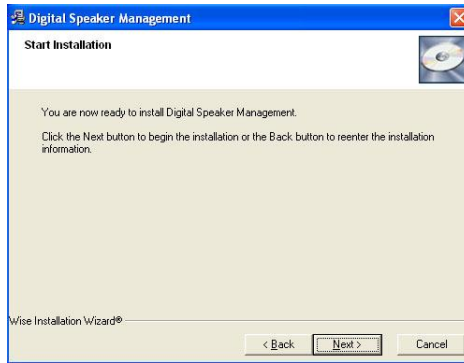 Digital Speaker Management
Start Installation
You are now ready to install Digital Speaker Management.
Click the Next button to begin the installation or the Back button to reenter the installation
information.
Wise Installation Wizard®
< Back
Next >
Cancel